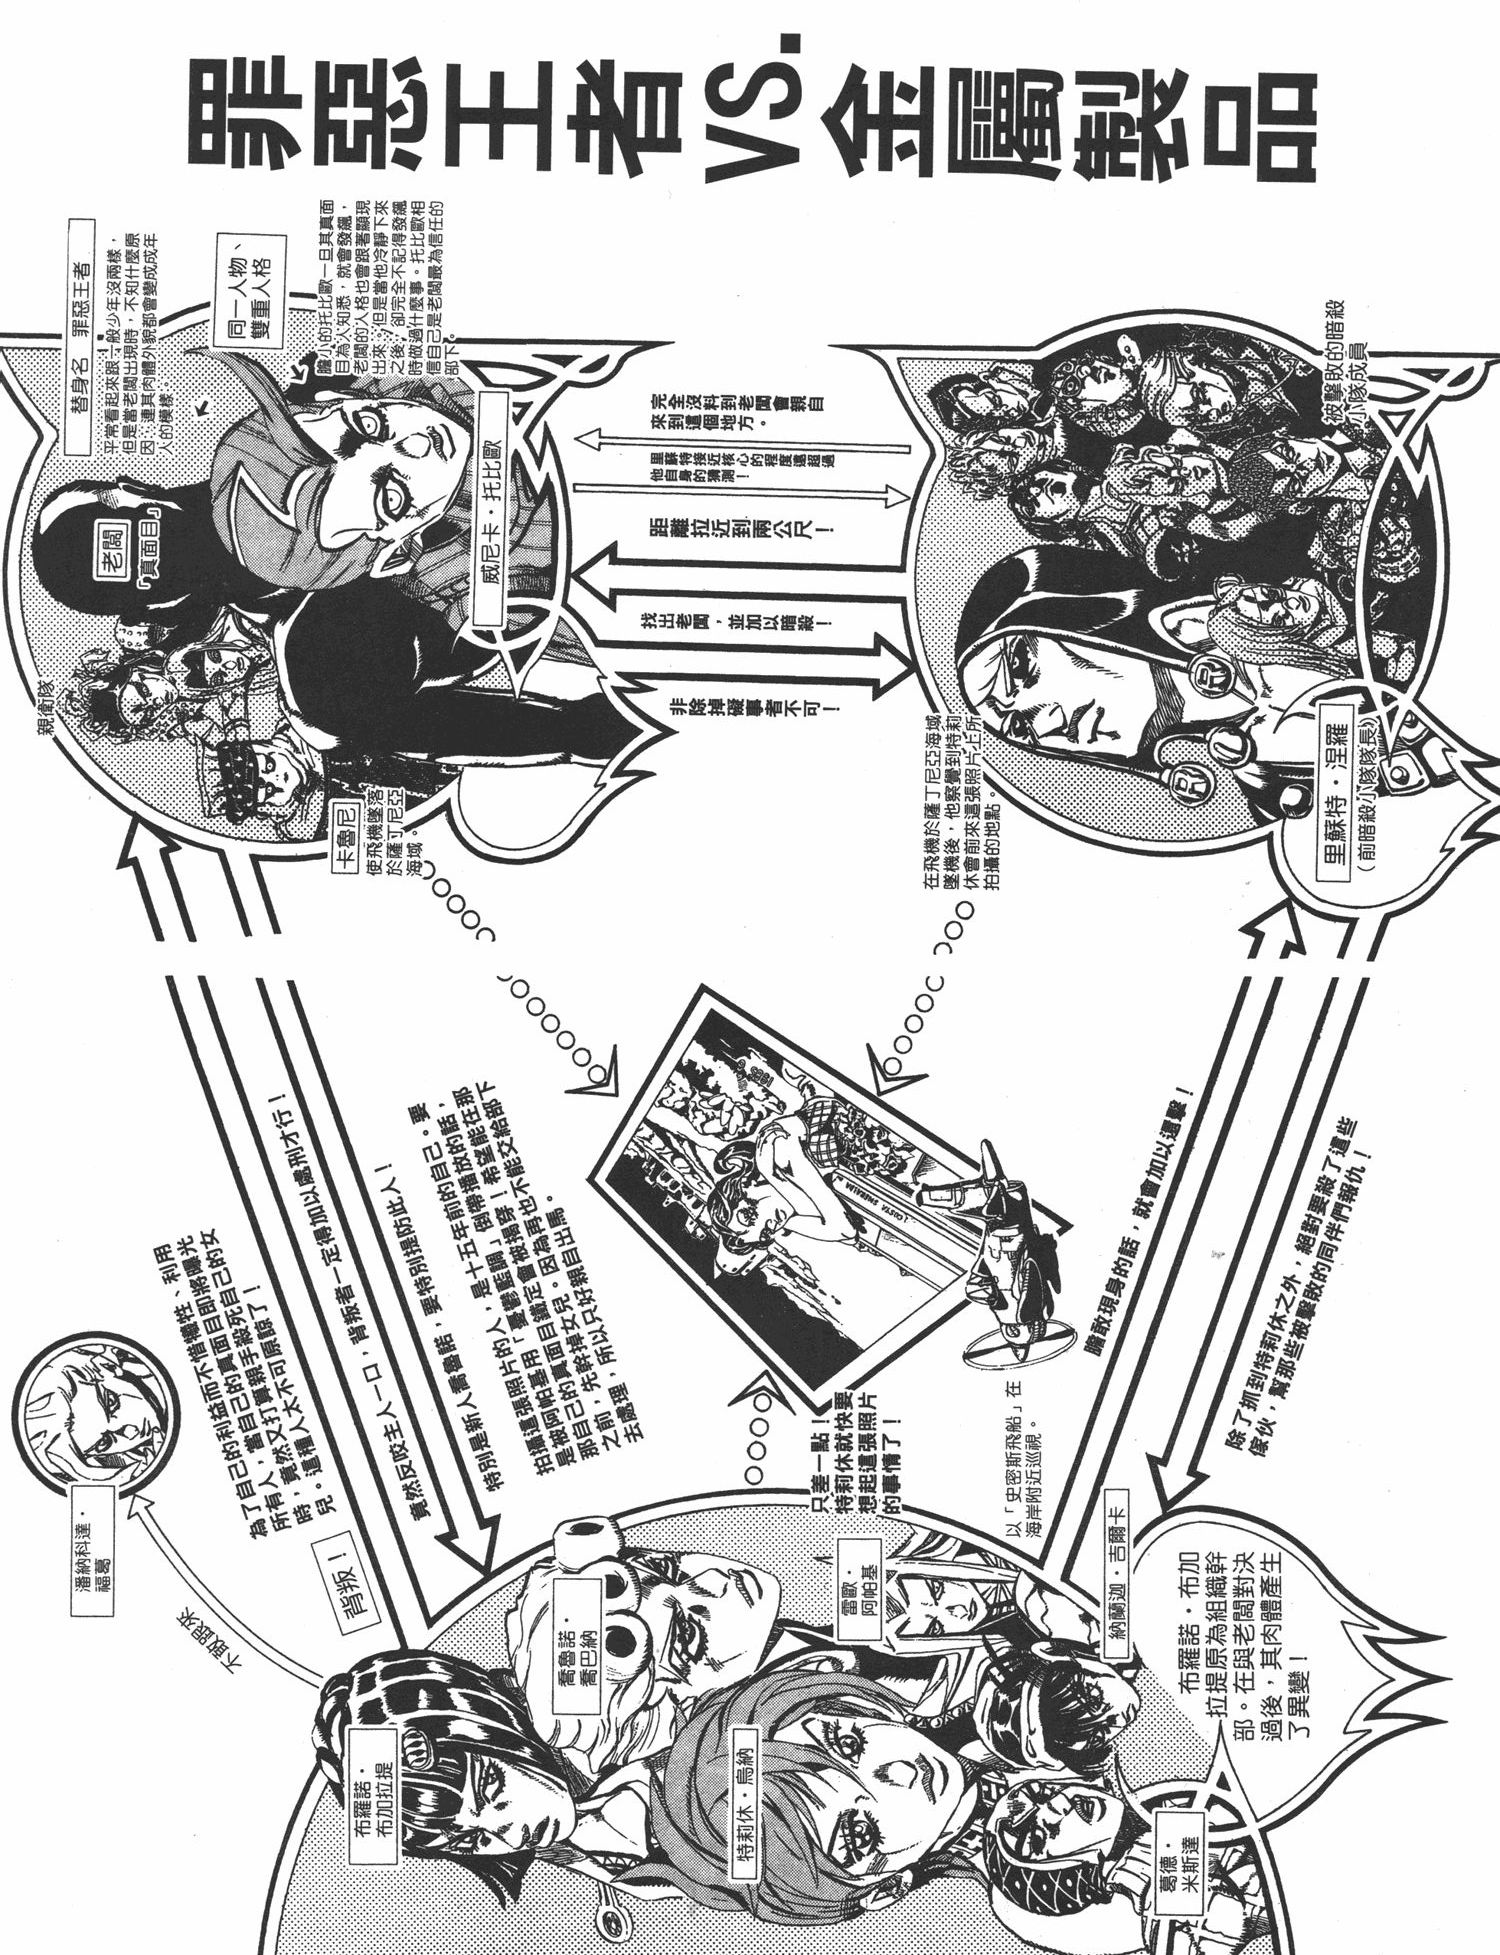 罪惡王者 VS. 金屬製品
替身名　罪惡王者
平常看起來跟一般少年沒兩樣，
但是當老闆出現時，不知什麼原
因，連其肉體外貌都會變成成年
人的模樣。
同一人物、
雙重人格
膽小的托比歐一旦其真面
目為人知悉，就會發飆，
老闆的人格也會跟著顯現
出來。但是當他冷靜下來
之後，卻完全不記得發飆
時做過什麼事。托比歐相
信自己是老闆最為信任的
部下。
老闆
「真面目」
威尼卡・托比歐
親衛隊
卡魯尼
使飛機墜落
於薩丁尼亞
海域。
完全沒料到老闆會親自
來到這個地方。
里蘇特接近核心的程度遠超過
他自身的猜測！
距離拉近到兩公尺！
找出老闆，並加以暗殺！
非除掉礙事者不可！
被擊敗的暗殺
小隊成員
里蘇特・涅羅
（前暗殺小隊隊長）
在飛機於薩丁尼亞海域
墜機後，他察覺到特莉
休會前來這張照片上所
拍攝的地點。
為了自己的利益而不惜犧牲、利用
所有人，當自己的真面目即將曝光
時，竟然又打算親手殺死自己的女
兒。這種人太不可原諒了！
竟然反咬主人一口，背叛者一定得加以處刑才行！
特別是新人喬魯諾，要特別提防此人！
拍攝這張照片的人，是十五年前的自己。要
是被阿帕基用「憂鬱藍調」倒帶播放的話，
那自己的真面目鐵定會被揭穿！希望能在那
之前，先幹掉女兒。因為再也不能交給部下
去處理，所以只好親自出馬。
COSTA SMERALDA
只差一點！
特莉休就快要
想起這張照片
的事情了！
以「史密斯飛船」在
海岸附近巡視。
膽敢現身的話，就會加以還擊！
除了抓到特莉休之外，絕對要殺了這些
傢伙，幫那些被擊敗的同伴們報仇！
潘納科達・
福葛
不敢跟來
背叛！
布羅諾・
布加拉提
喬魯諾・
喬巴納
特莉休・烏納
雷歐・
阿帕基
納蘭迦・吉爾卡
葛德・
米斯達
布羅諾・布加
拉提原為組織幹
部。在與老闆對決
過後，其肉體產生
了異變！